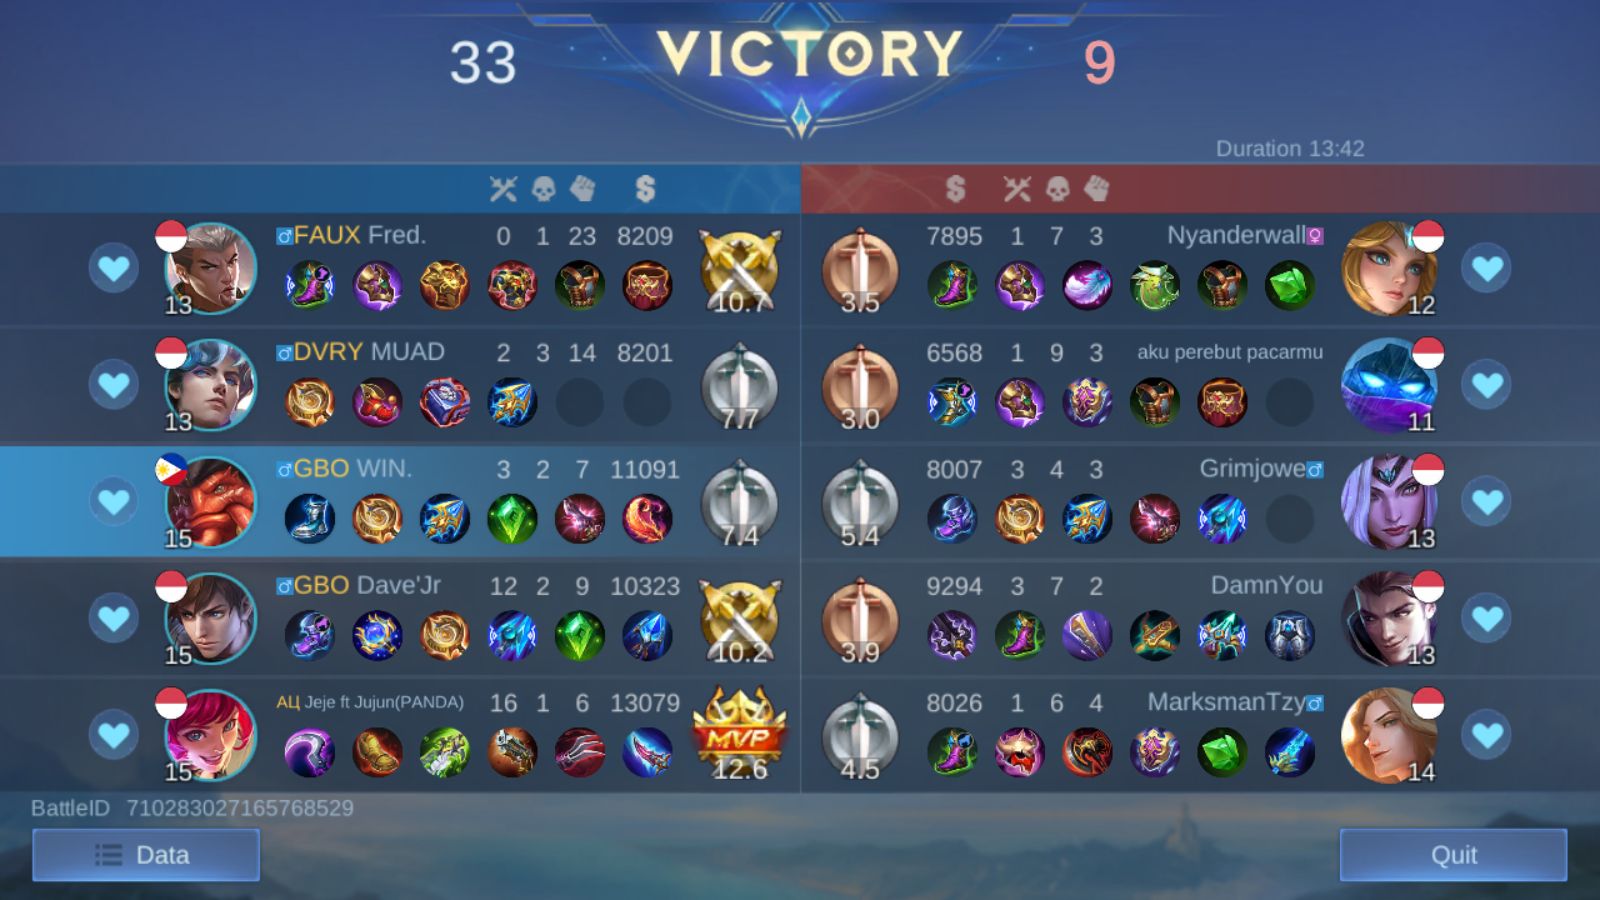 33 VICTORY 9
Duration 13:42
FAUX Fred. 0 1 23 8209
13 10.7
7895 1 7 3 Nyanderwall
3.5 12
DVRY MUAD 2 3 14 8201
13 7.7
6568 1 9 3 aku perebut pacarmu
3.0 11
GBO WIN. 3 2 7 11091
15 7.4
8007 3 4 3 Grimjowe
5.4 13
GBO Dave'Jr 12 2 9 10323
15 10.2
9294 3 7 2 DamnYou
3.9 13
АЦ Jeje ft Jujun(PANDA) 16 1 6 13079
MVP
15 12.6
8026 1 6 4 MarksmanTzy
4.5 14
BattleID 710283027165768529
Data
Quit